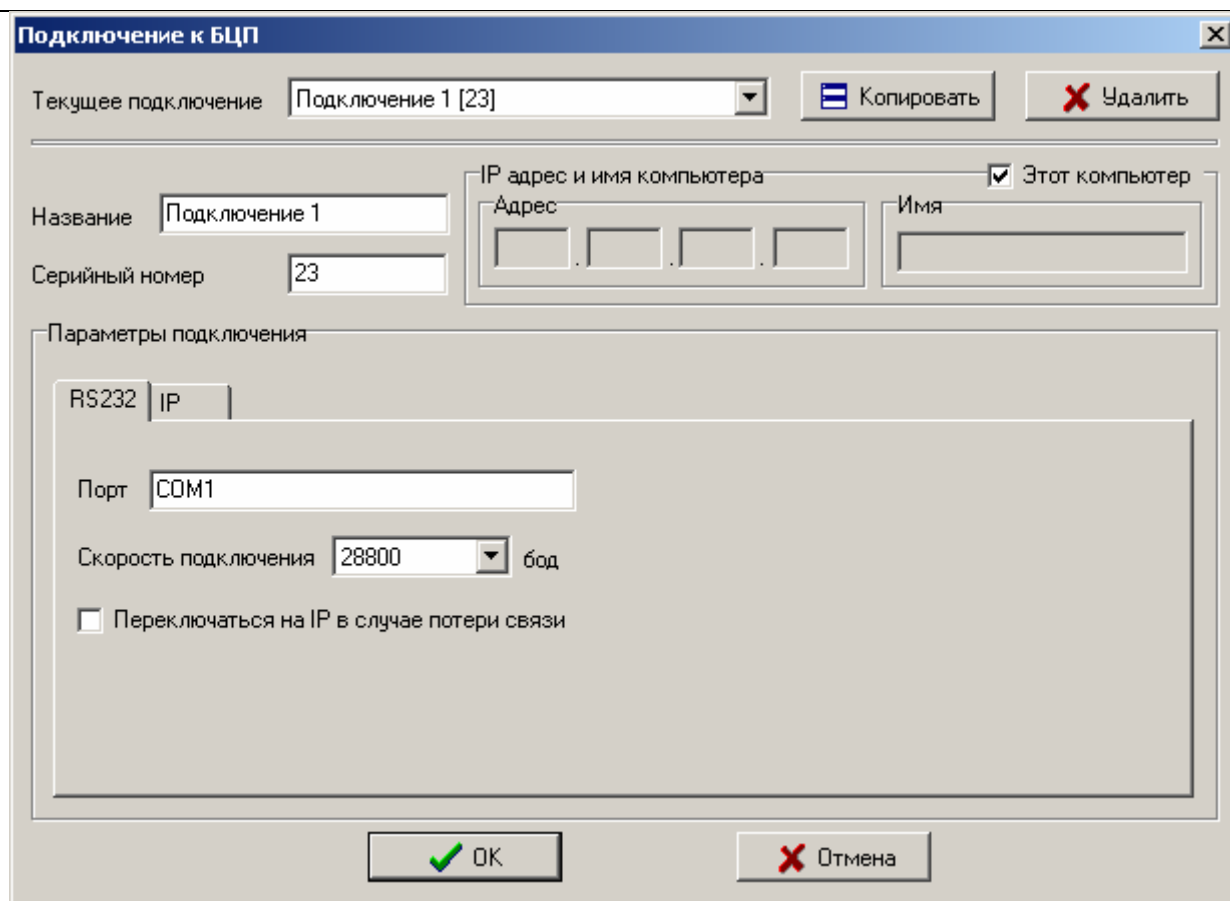 Подключение к БЦП
Текущее подключение Подключение 1 [23] Копировать Удалить
IP адрес и имя компьютера Этот компьютер
Название Подключение 1 Адрес Имя
. . .
Серийный номер 23
Параметры подключения
RS232 IP
Порт COM1
Скорость подключения 28800 бод
Переключаться на IP в случае потери связи
OK Отмена